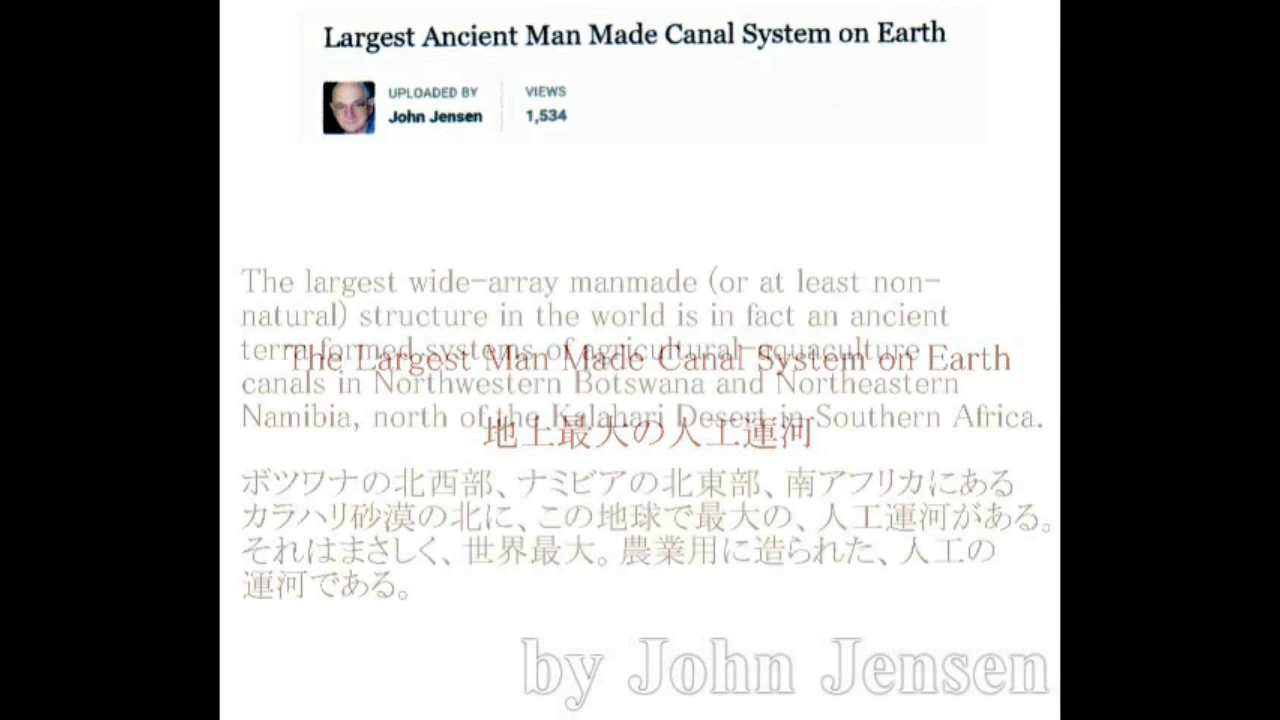 Largest Ancient Man Made Canal System on Earth
UPLOADED BY
John Jensen
VIEWS
1,534
The largest wide-array manmade (or at least non-
natural) structure in the world is in fact an ancient
terra-formed systems of agricultural-aquaculture
The Largest Man Made Canal System on Earth
canals in Northwestern Botswana and Northeastern
Namibia, north of the Kalahari Desert in Southern Africa.
地上最大の人工運河
ボツワナの北西部、ナミビアの北東部、南アフリカにある
カラハリ砂漠の北に、この地球で最大の、人工運河がある。
それはまさしく、世界最大。農業用に造られた、人工の
運河である。
by John Jensen